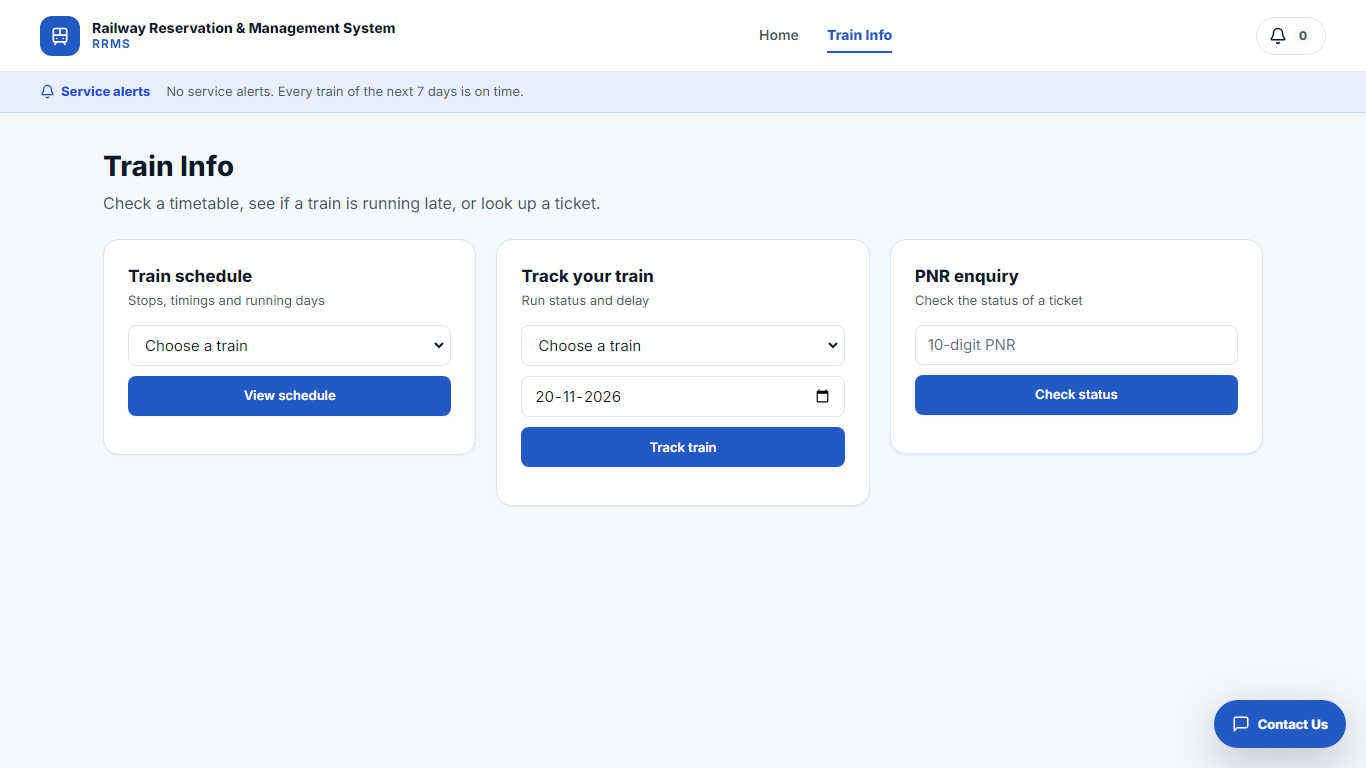 Railway Reservation & Management System
RRMS
Home
Train Info
0
Service alerts
No service alerts. Every train of the next 7 days is on time.
Train Info
Check a timetable, see if a train is running late, or look up a ticket.
Train schedule
Stops, timings and running days
Choose a train
View schedule
Track your train
Run status and delay
Choose a train
20-11-2026
Track train
PNR enquiry
Check the status of a ticket
10-digit PNR
Check status
Contact Us